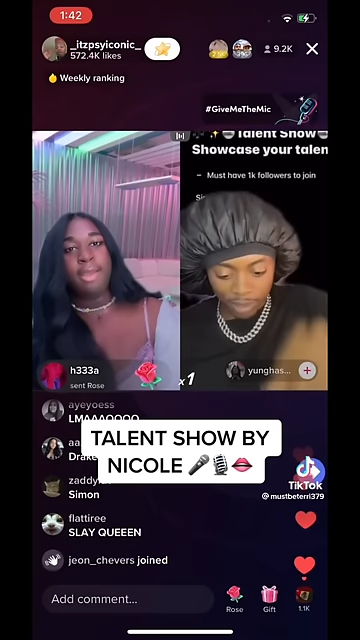 1:42
_itzpsyiconic_
572.4K likes
9.2K
Weekly ranking
#GiveMeTheMic
Talent Show
Showcase your talen
– Must have 1k followers to join
h333a
sent Rose
x1
yunghas...
ayeyoess
LMAAAOOOO
TALENT SHOW BY
NICOLE
Drake
zaddy
Simon
TikTok
@mustbeterri379
flattiree
SLAY QUEEEN
jeon_chevers joined
Add comment...
Rose
Gift
1.1K